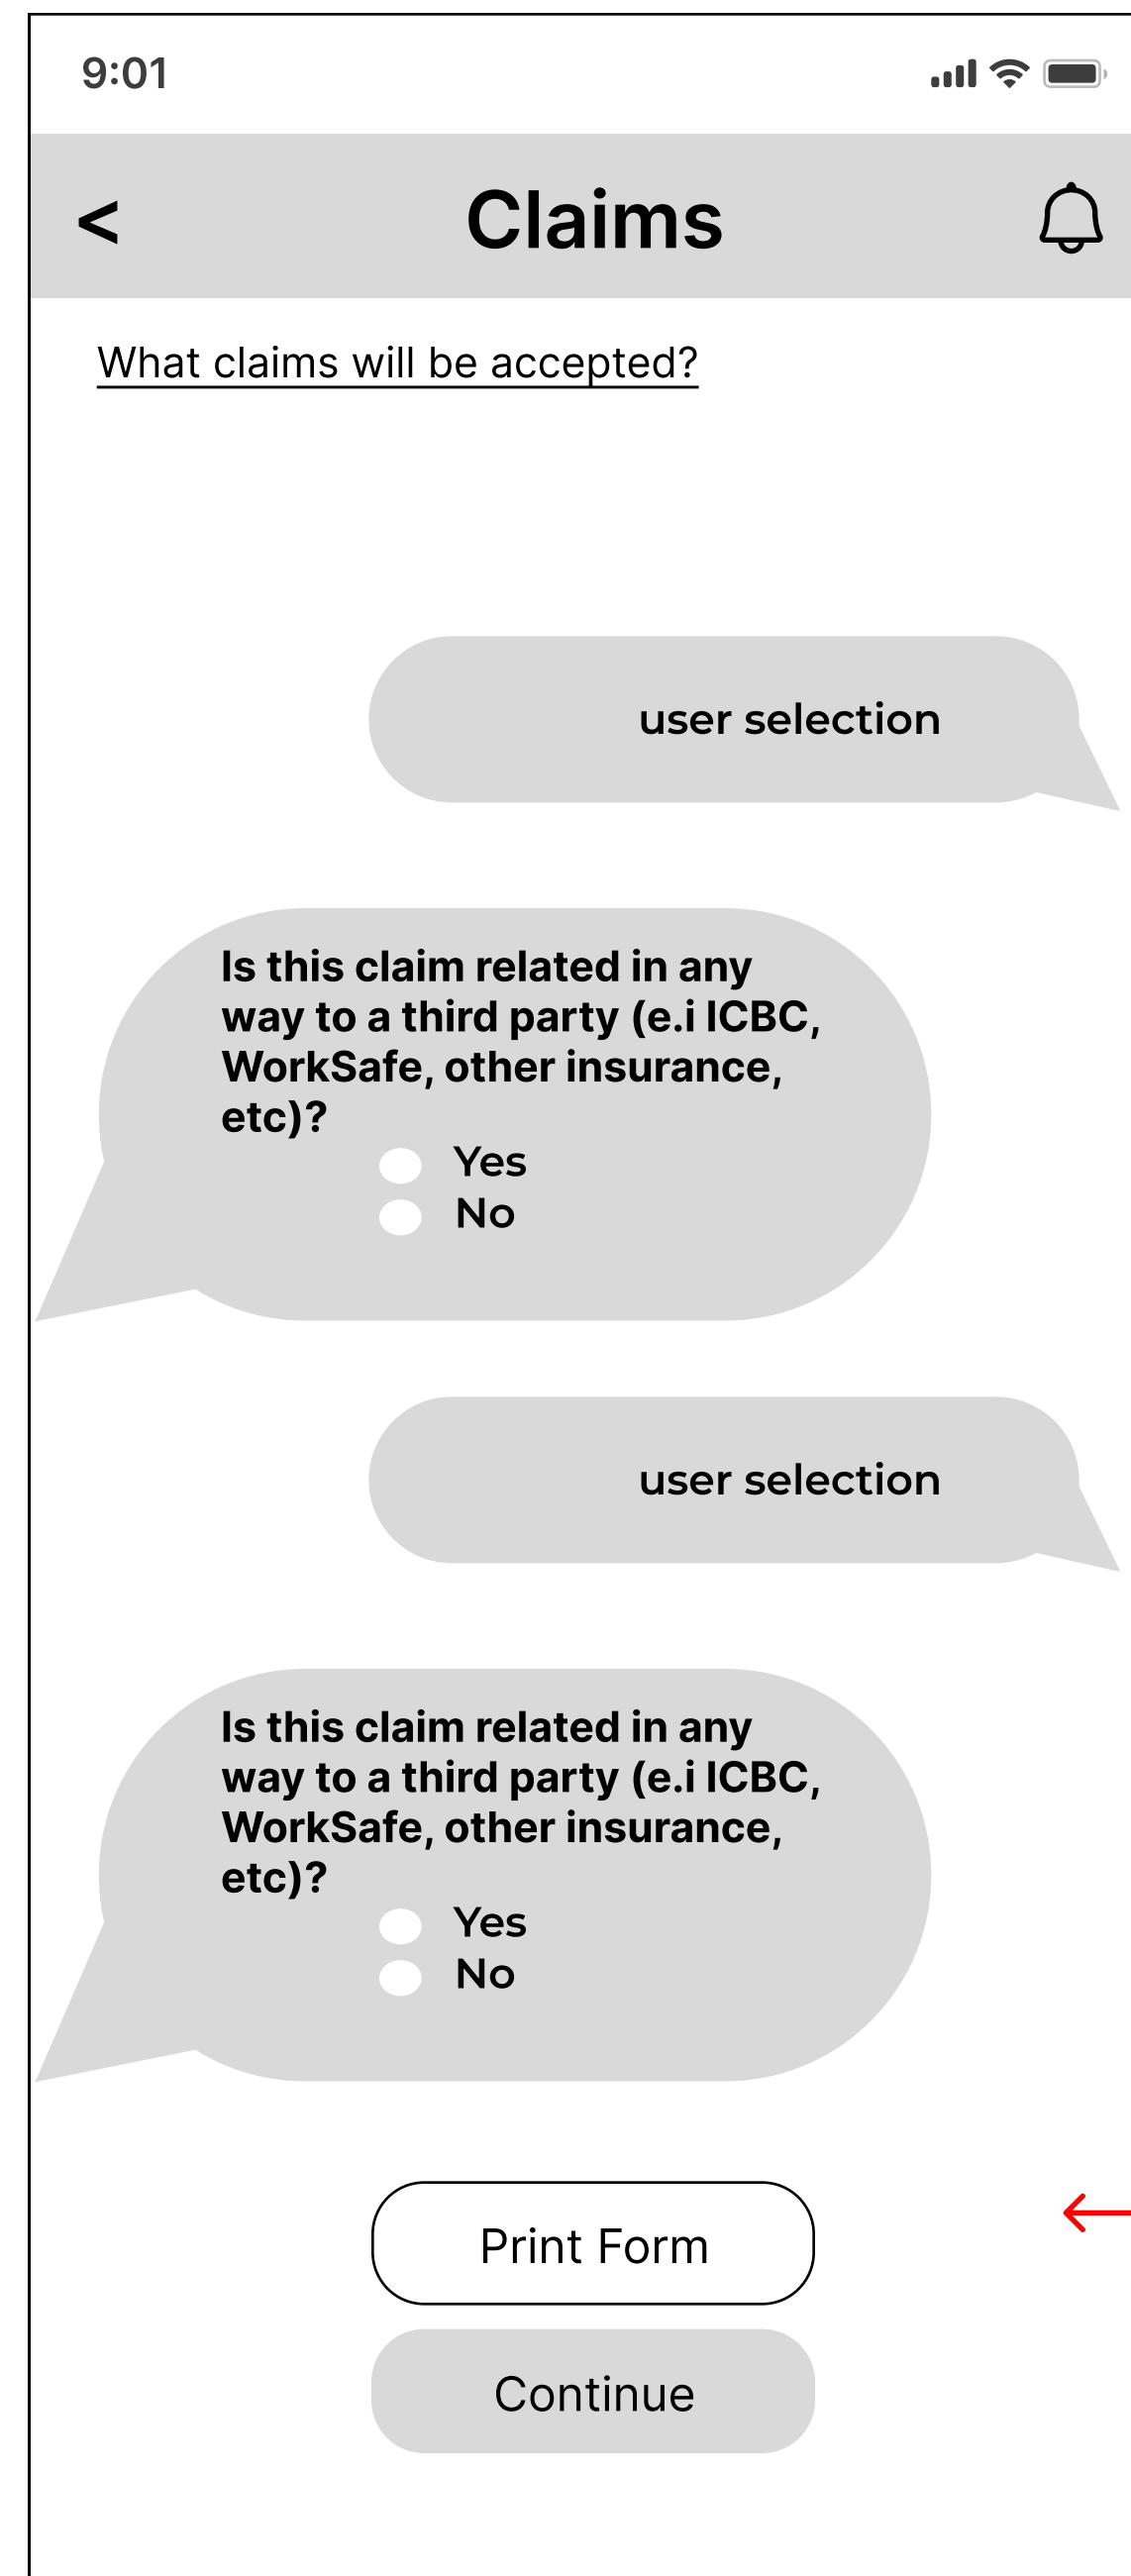 9:01
< Claims
What claims will be accepted?
user selection
Is this claim related in any
way to a third party (e.i ICBC,
WorkSafe, other insurance,
etc)?
Yes
No
user selection
Is this claim related in any
way to a third party (e.i ICBC,
WorkSafe, other insurance,
etc)?
Yes
No
Print Form
Continue